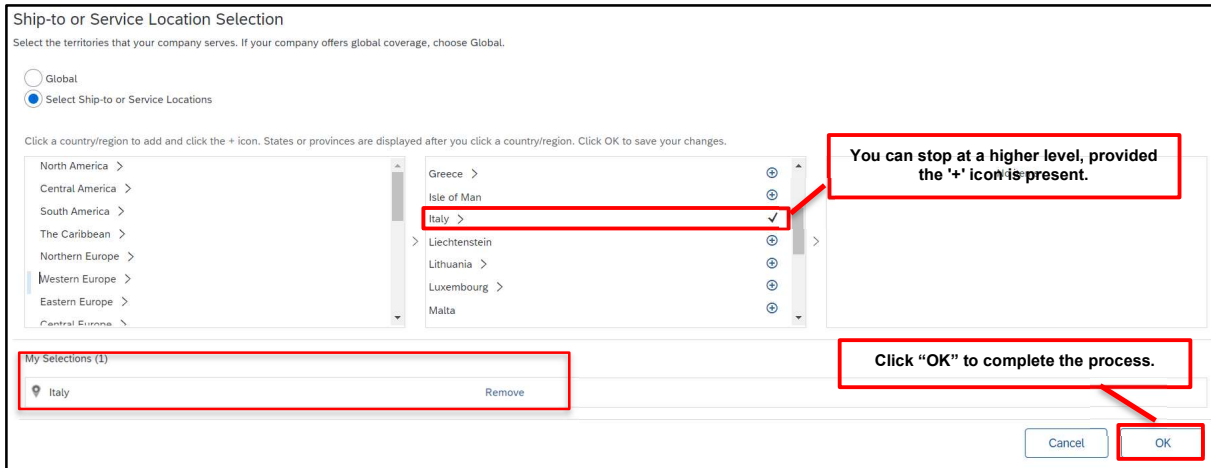 Ship-to or Service Location Selection
Select the territories that your company serves. If your company offers global coverage, choose Global.
Global
Select Ship-to or Service Locations
Click a country/region to add and click the + icon. States or provinces are displayed after you click a country/region. Click OK to save your changes.
North America >
Central America >
South America >
The Caribbean >
Northern Europe >
Western Europe >
Eastern Europe >
Central Europe >
Greece >
Isle of Man
Italy >
Liechtenstein
Lithuania >
Luxembourg >
Malta
You can stop at a higher level, provided
the '+' icon is present.
My Selections (1)
Italy Remove
Click “OK” to complete the process.
Cancel OK